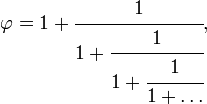 φ = 1 + 1
1 + 1
1 + 1
1 + …
,